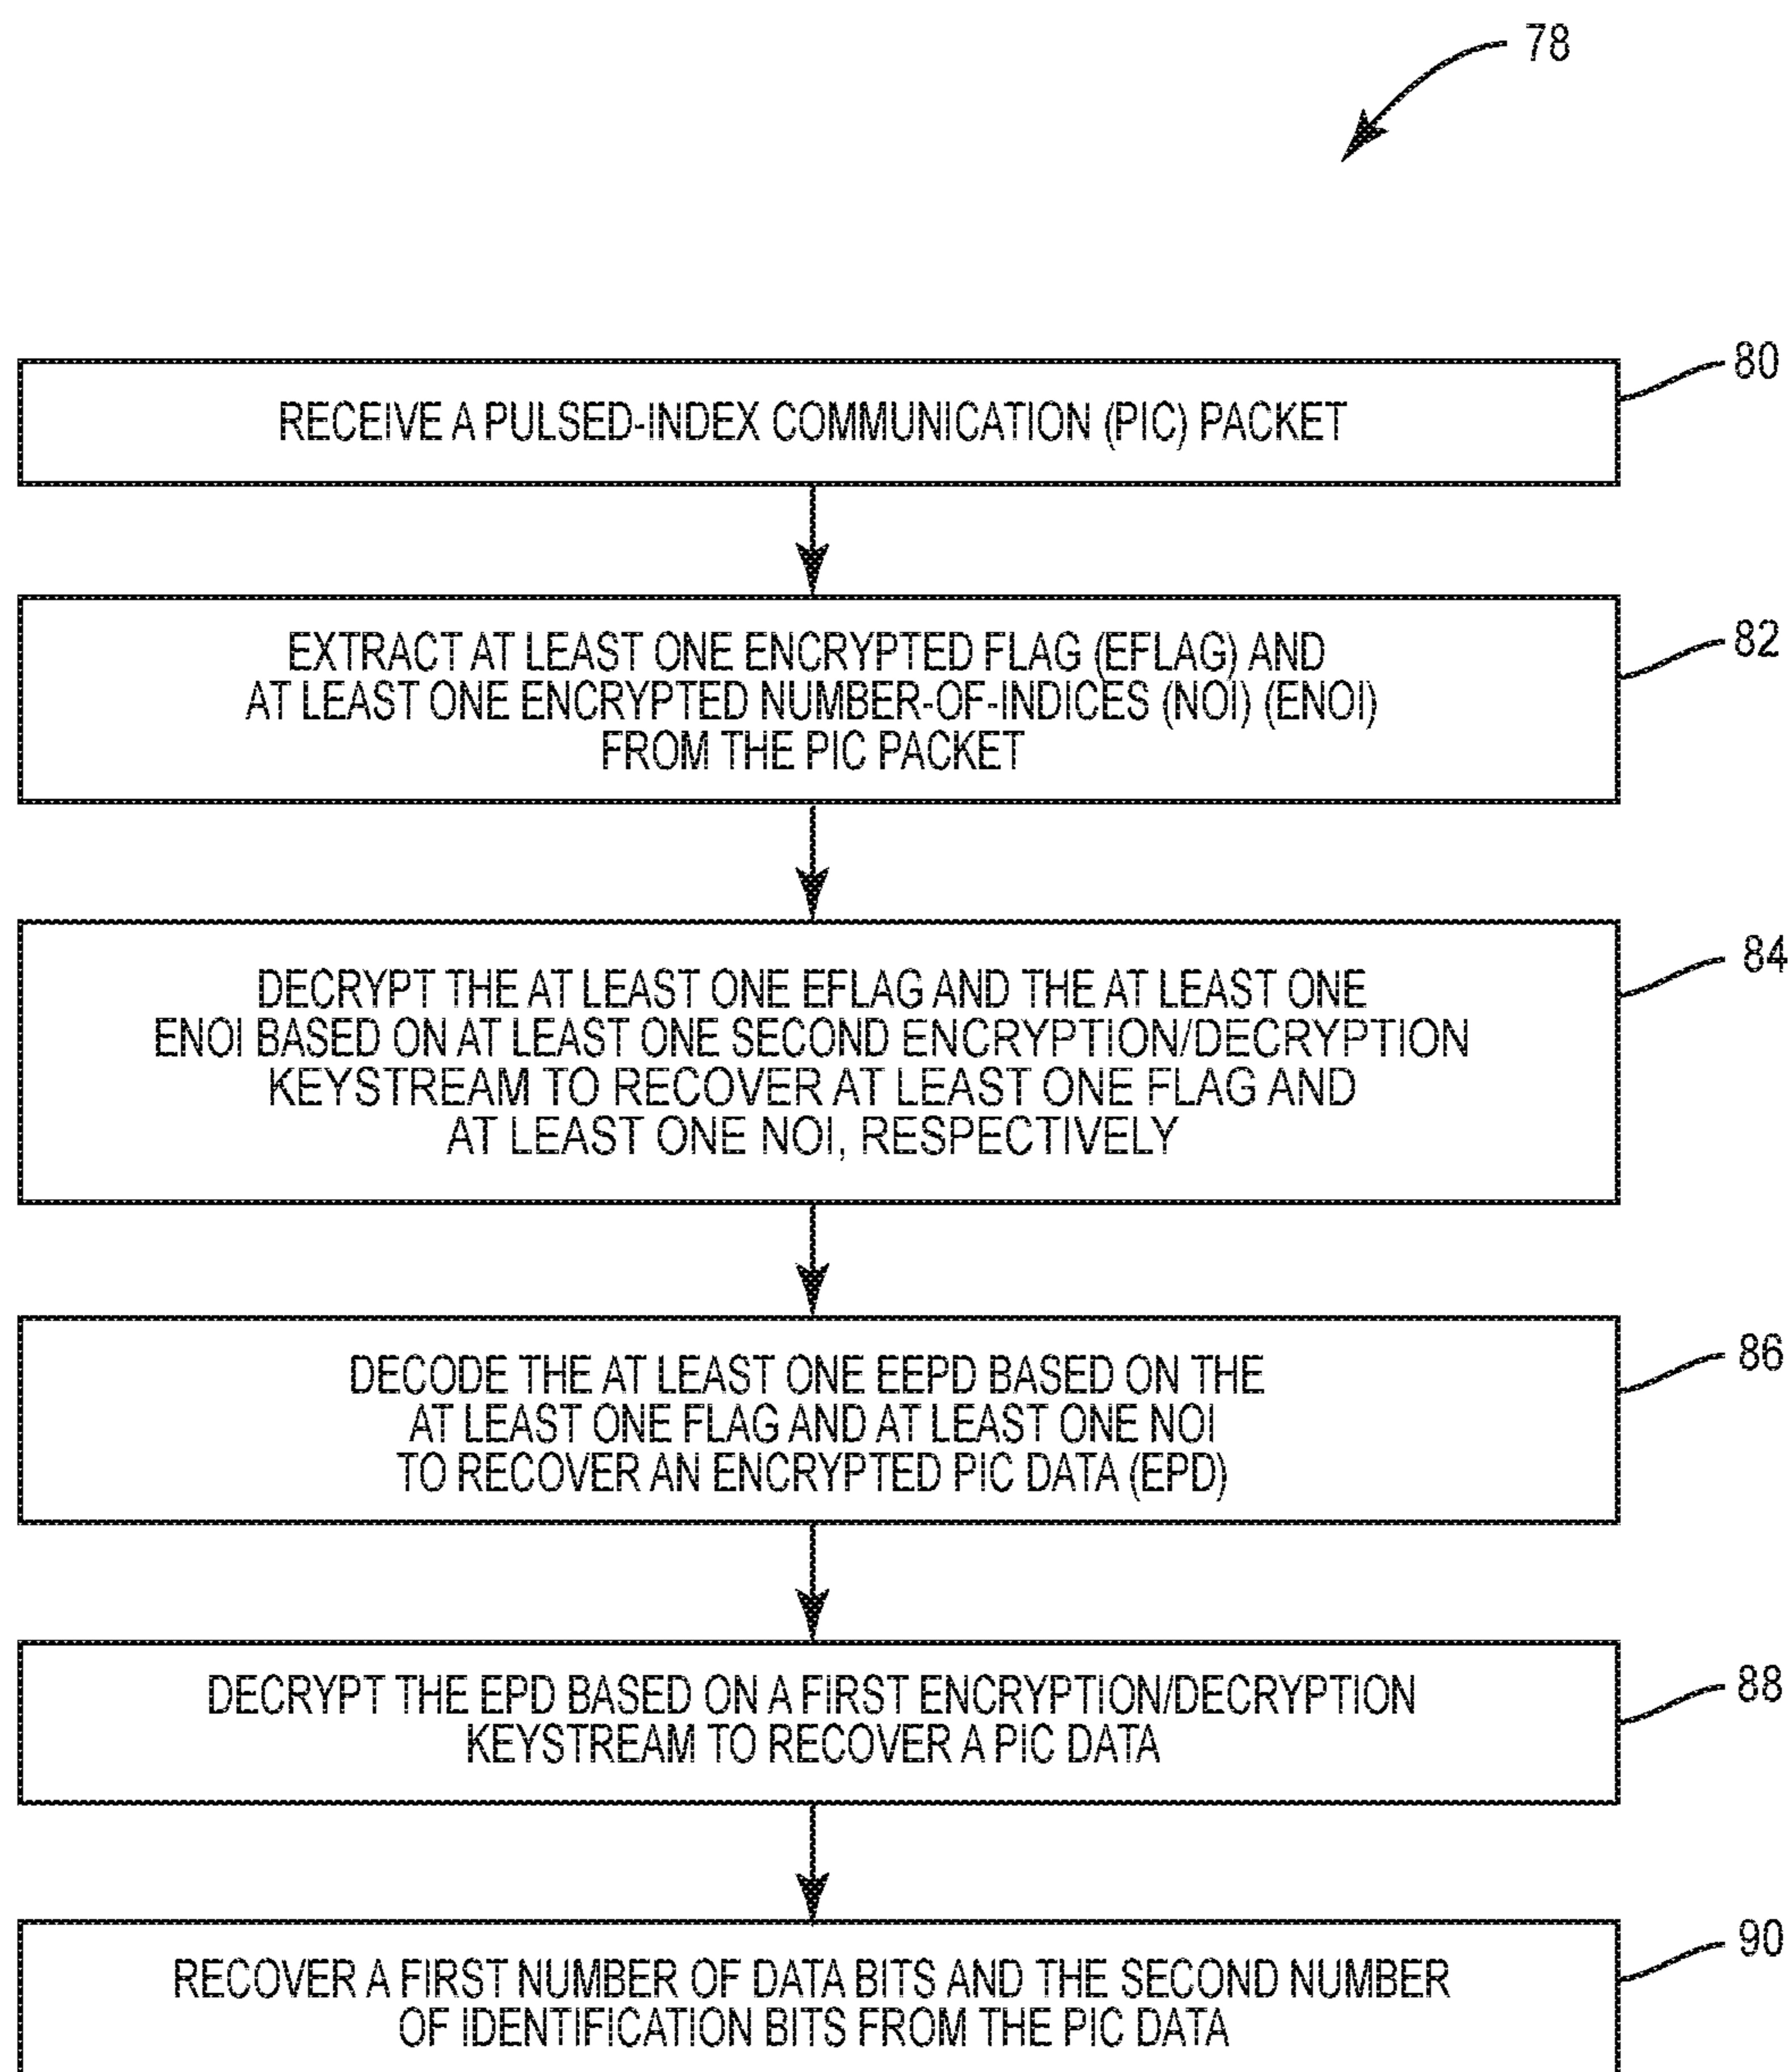 78
80
RECEIVE A PULSED-INDEX COMMUNICATION (PIC) PACKET
82
EXTRACT AT LEAST ONE ENCRYPTED FLAG (EFLAG) AND
AT LEAST ONE ENCRYPTED NUMBER-OF-INDICES (NOI) (ENOI)
FROM THE PIC PACKET
84
DECRYPT THE AT LEAST ONE EFLAG AND THE AT LEAST ONE
ENOI BASED ON AT LEAST ONE SECOND ENCRYPTION/DECRYPTION
KEYSTREAM TO RECOVER AT LEAST ONE FLAG AND
AT LEAST ONE NOI, RESPECTIVELY
86
DECODE THE AT LEAST ONE EEPD BASED ON THE
AT LEAST ONE FLAG AND AT LEAST ONE NOI
TO RECOVER AN ENCRYPTED PIC DATA (EPD)
88
DECRYPT THE EPD BASED ON A FIRST ENCRYPTION/DECRYPTION
KEYSTREAM TO RECOVER A PIC DATA
90
RECOVER A FIRST NUMBER OF DATA BITS AND THE SECOND NUMBER
OF IDENTIFICATION BITS FROM THE PIC DATA